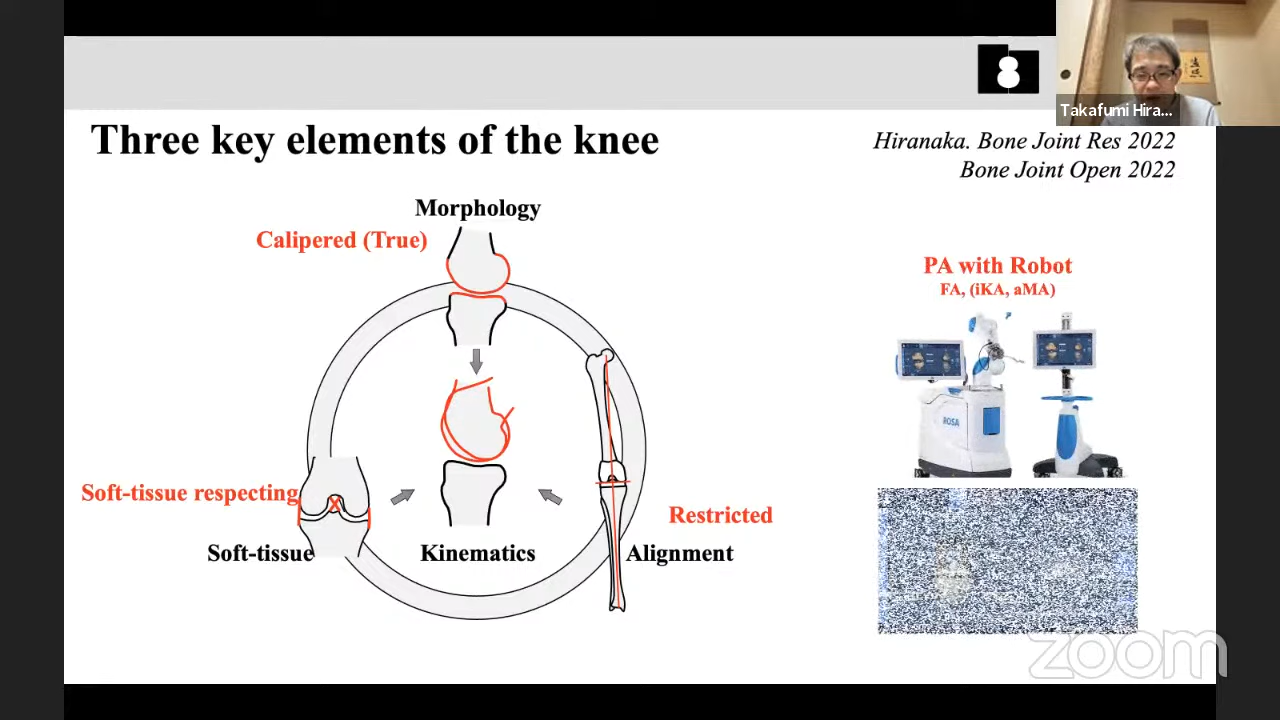 Takafumi Hira...
Three key elements of the knee
Hiranaka. Bone Joint Res 2022
Bone Joint Open 2022
Morphology
Calipered (True)
PA with Robot
FA, (iKA, aMA)
ROSA
Soft-tissue respecting
Restricted
Soft-tissue
Kinematics
Alignment
zoom